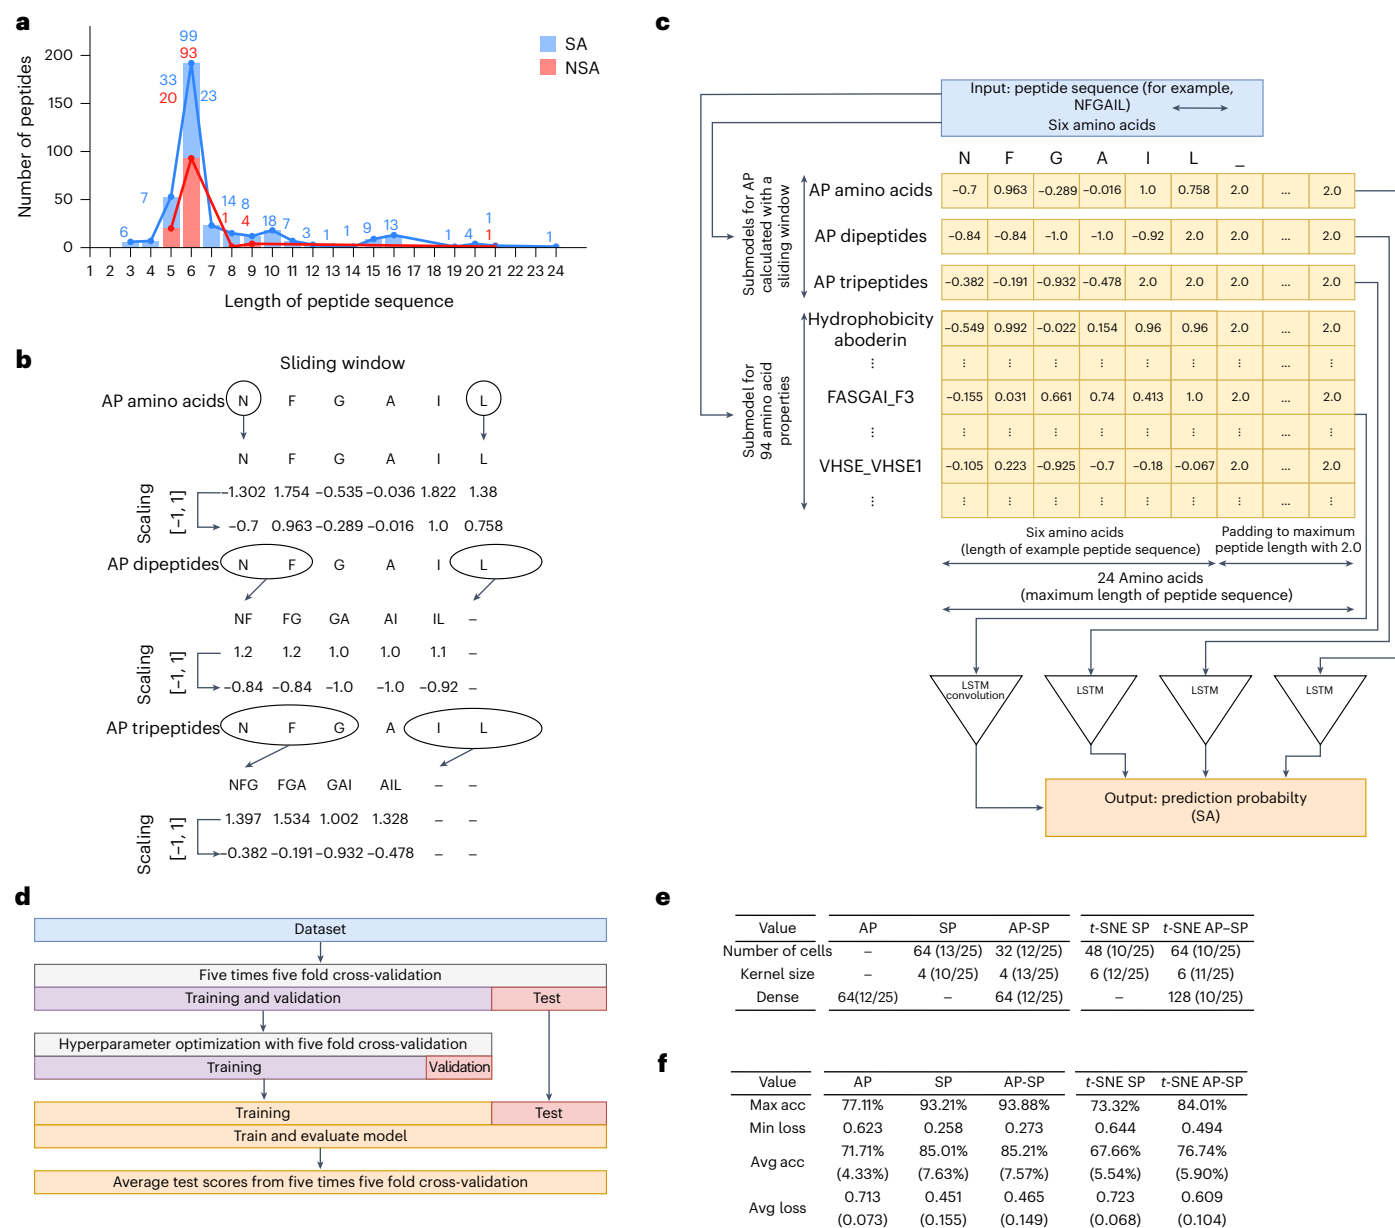 a
Number of peptides
200
150
100
50
0
99
93
33
20
23
7
6
14
1
8
4
18
7
3
1
1
9
13
1
4
1
1
1
SA
NSA
1 2 3 4 5 6 7 8 9 10 11 12 13 14 15 16 17 18 19 20 21 22 23 24
Length of peptide sequence
b
Sliding window
AP amino acids N F G A I L
N F G A I L
Scaling
[−1, 1]
−1.302 1.754 −0.535 −0.036 1.822 1.38
−0.7 0.963 −0.289 −0.016 1.0 0.758
AP dipeptides N F G A I L
NF FG GA AI IL –
Scaling
[−1, 1]
1.2 1.2 1.0 1.0 1.1 –
−0.84 −0.84 −1.0 −1.0 −0.92 –
AP tripeptides N F G A I L
NFG FGA GAI AIL – –
Scaling
[−1, 1]
1.397 1.534 1.002 1.328 – –
−0.382 −0.191 −0.932 −0.478 – –
c
Input: peptide sequence (for example,
NFGAIL)
Six amino acids
N F G A I L _
Submodels for AP
calculated with a
sliding window
AP amino acids −0.7 0.963 −0.289 −0.016 1.0 0.758 2.0 ... 2.0
AP dipeptides −0.84 −0.84 −1.0 −1.0 −0.92 2.0 2.0 ... 2.0
AP tripeptides −0.382 −0.191 −0.932 −0.478 2.0 2.0 2.0 ... 2.0
Submodel for
94 amino acid
properties
Hydrophobicity
aboderin
−0.549 0.992 −0.022 0.154 0.96 0.96 2.0 ... 2.0
⋮ ⋮ ⋮ ⋮ ⋮ ⋮ ⋮ ⋮ ... ⋮
FASGAI_F3 −0.155 0.031 0.661 0.74 0.413 1.0 2.0 ... 2.0
⋮ ⋮ ⋮ ⋮ ⋮ ⋮ ⋮ ⋮ ... ⋮
VHSE_VHSE1 −0.105 0.223 −0.925 −0.7 −0.18 −0.067 2.0 ... 2.0
⋮ ⋮ ⋮ ⋮ ⋮ ⋮ ⋮ ⋮ ... ⋮
Six amino acids
(length of example peptide sequence)
Padding to maximum
peptide length with 2.0
24 Amino acids
(maximum length of peptide sequence)
LSTM
convolution
LSTM
LSTM
LSTM
Output: prediction probabilty
(SA)
d
Dataset
Five times five fold cross-validation
Training and validation Test
Hyperparameter optimization with five fold cross-validation
Training Validation
Training Test
Train and evaluate model
Average test scores from five times five fold cross-validation
e
Value AP SP AP-SP t-SNE SP t-SNE AP–SP
Number of cells – 64 (13/25) 32 (12/25) 48 (10/25) 64 (10/25)
Kernel size – 4 (10/25) 4 (13/25) 6 (12/25) 6 (11/25)
Dense 64(12/25) – 64 (12/25) – 128 (10/25)
f
Value AP SP AP-SP t-SNE SP t-SNE AP-SP
Max acc 77.11% 93.21% 93.88% 73.32% 84.01%
Min loss 0.623 0.258 0.273 0.644 0.494
Avg acc 71.71% 85.01% 85.21% 67.66% 76.74%
(4.33%) (7.63%) (7.57%) (5.54%) (5.90%)
Avg loss 0.713 0.451 0.465 0.723 0.609
(0.073) (0.155) (0.149) (0.068) (0.104)